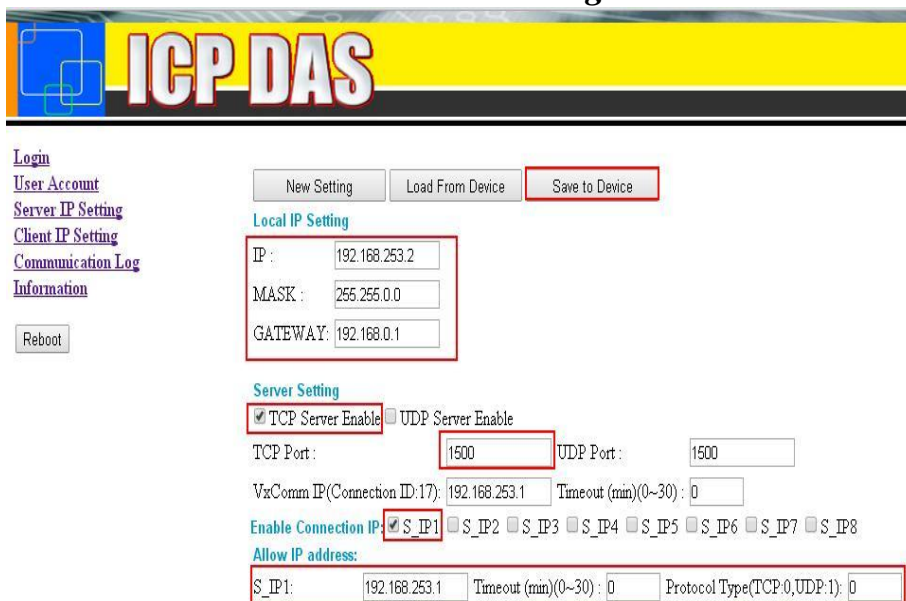 ICP DAS
Login
User Account
Server IP Setting
Client IP Setting
Communication Log
Information
Reboot
New Setting Load From Device Save to Device
Local IP Setting
IP : 192.168.253.2
MASK : 255.255.0.0
GATEWAY: 192.168.0.1
Server Setting
TCP Server Enable UDP Server Enable
TCP Port : 1500 UDP Port : 1500
VxComm IP(Connection ID:17): 192.168.253.1 Timeout (min)(0~30) : 0
Enable Connection IP: S_IP1 S_IP2 S_IP3 S_IP4 S_IP5 S_IP6 S_IP7 S_IP8
Allow IP address:
S_IP1: 192.168.253.1 Timeout (min)(0~30) : 0 Protocol Type(TCP:0,UDP:1): 0